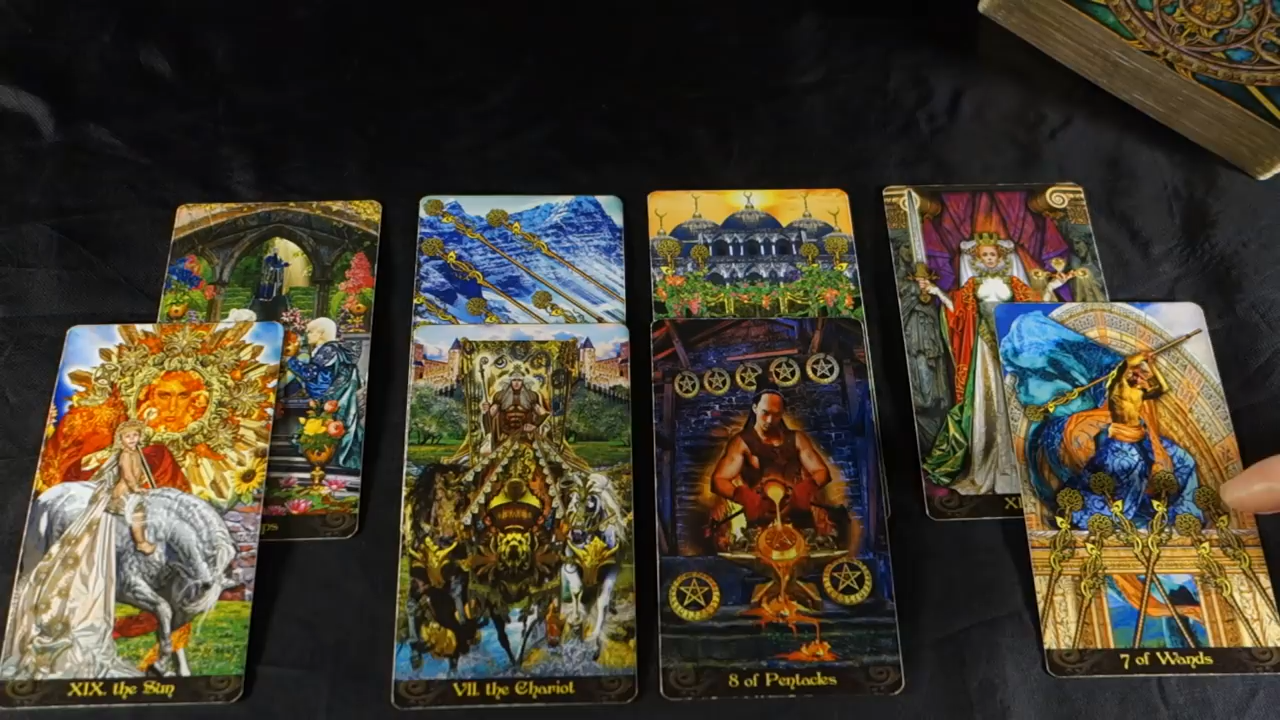 XIX. the Sun
VII. the Chariot
8 of Pentacles
7 of Wands